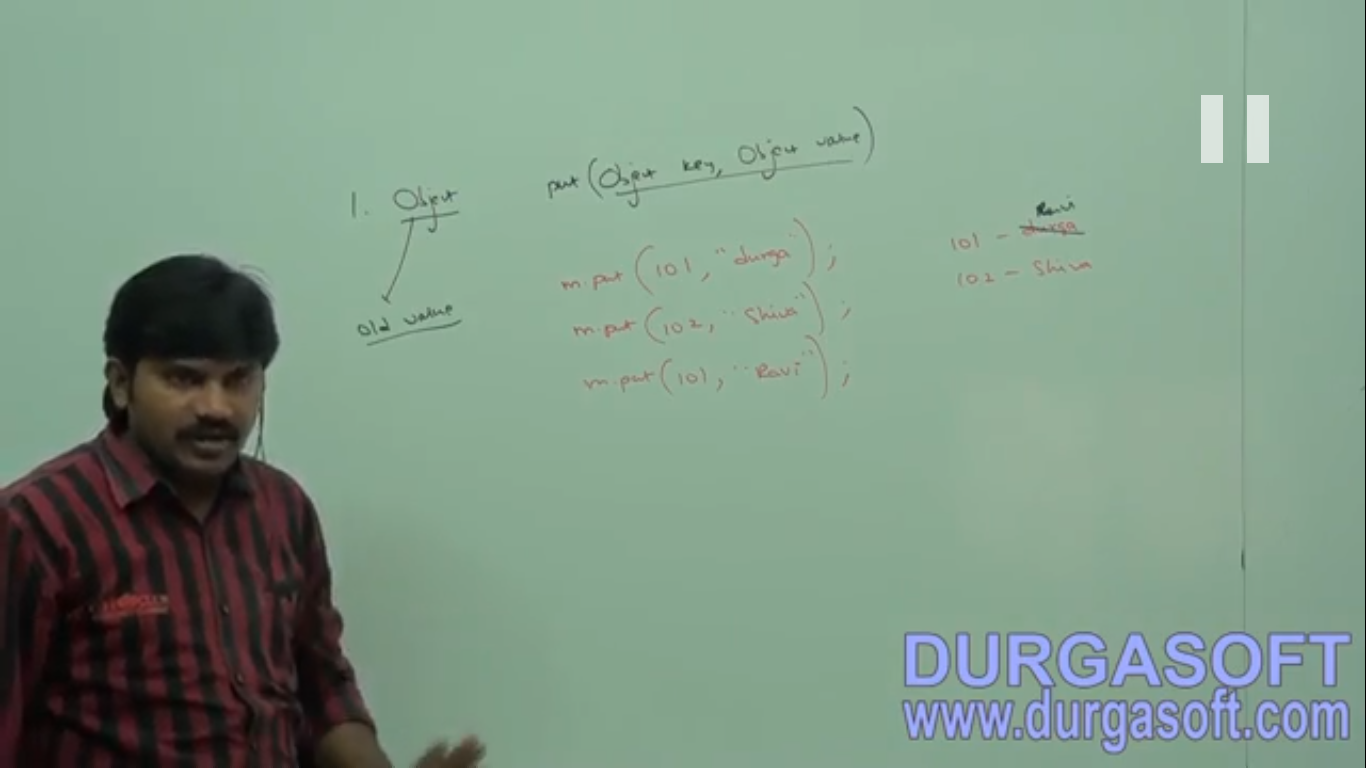 1. Object put (Object key, Object value)
m.put (101, "durga");
m.put (102, "Shiva");
m.put (101, "Ravi");
old value
Ravi
101 - durga
102 - Shiva
DURGASOFT
www.durgasoft.com